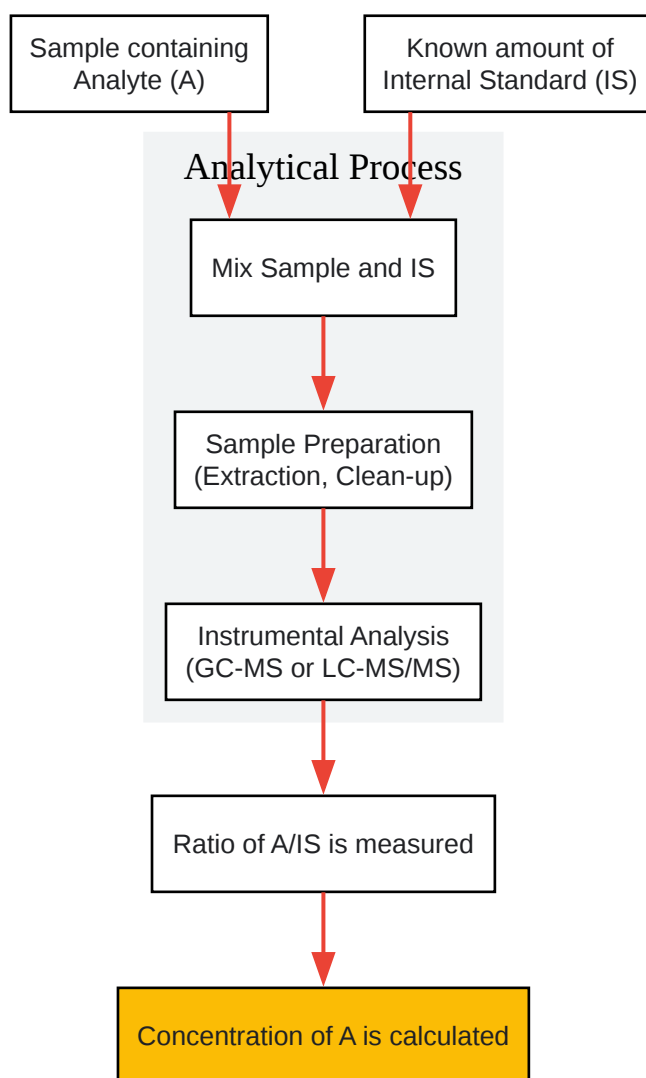 Sample containing
Analyte (A)
Known amount of
Internal Standard (IS)
Analytical Process
Mix Sample and IS
Sample Preparation
(Extraction, Clean-up)
Instrumental Analysis
(GC-MS or LC-MS/MS)
Ratio of A/IS is measured
Concentration of A is calculated